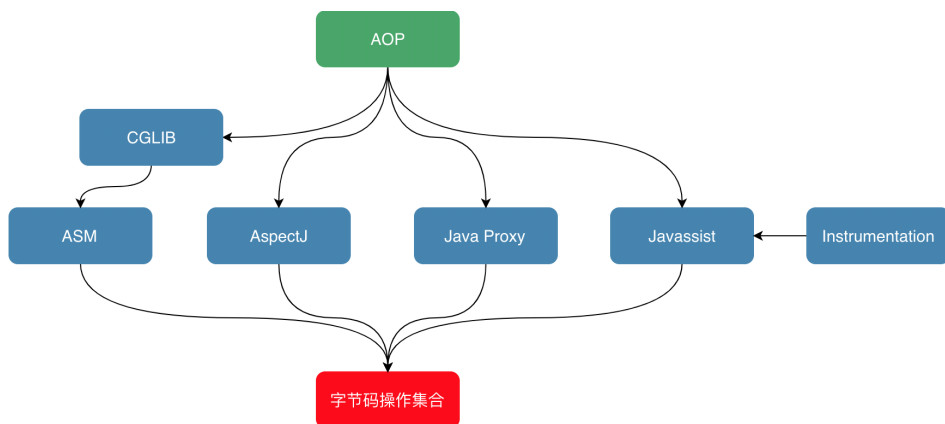 AOP
CGLIB
ASM
AspectJ
Java Proxy
Javassist
Instrumentation
字节码操作集合